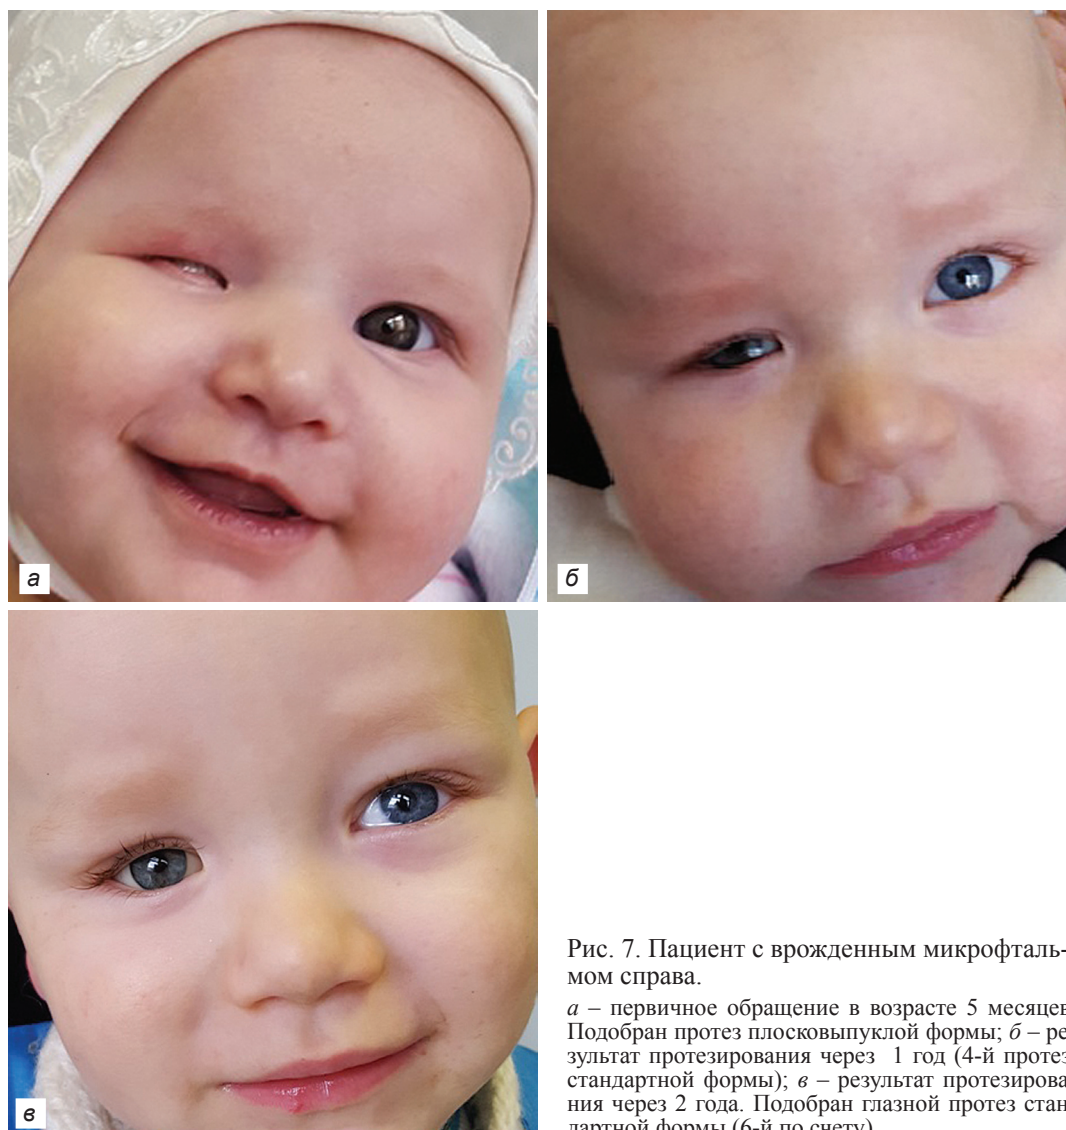 а
б
в
Рис. 7. Пациент с врожденным микрофталь-
мом справа.
а – первичное обращение в возрасте 5 месяцев
Подобран протез плосковыпуклой формы; б – ре
зультат протезирования через 1 год (4-й протез
стандартной формы); в – результат протезирова
ния через 2 года. Подобран глазной протез стан
дартной формы (6-й по счету)